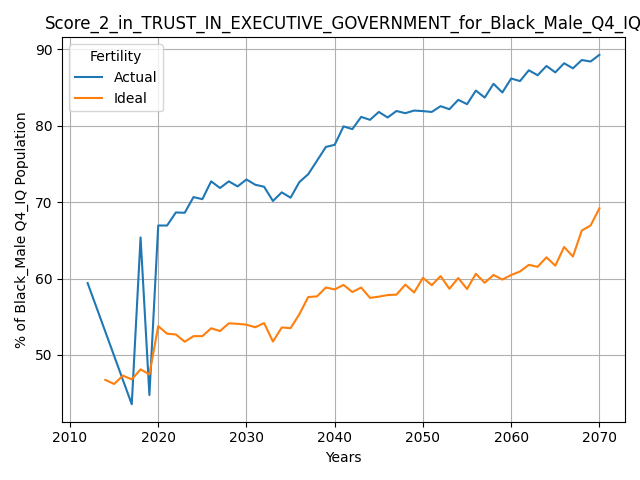 Score_2_in_TRUST_IN_EXECUTIVE_GOVERNMENT_for_Black_Male_Q4_IQ
Fertility
Actual
Ideal
% of Black_Male Q4_IQ Population
90
80
70
60
50
2010 2020 2030 2040 2050 2060 2070
Years